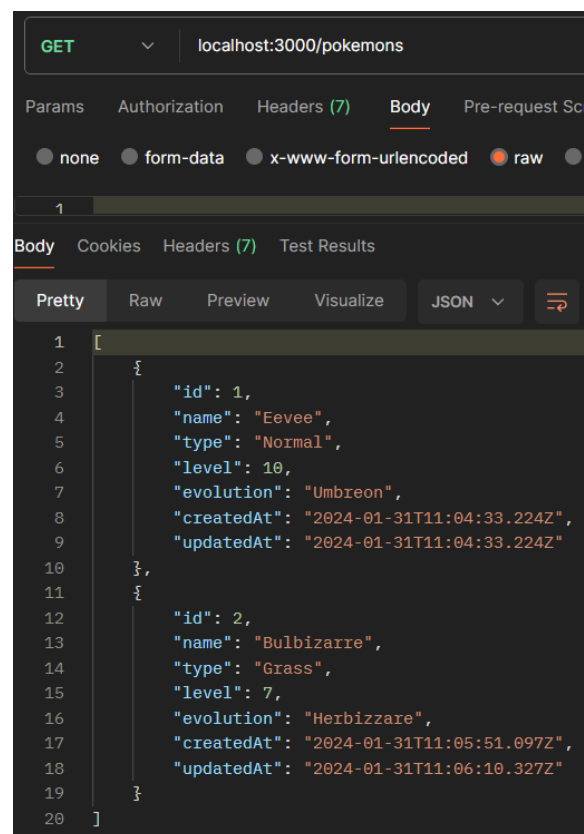 GET localhost:3000/pokemons
Params Authorization Headers (7) Body Pre-request Sc
none form-data x-www-form-urlencoded raw
1
Body Cookies Headers (7) Test Results
Pretty Raw Preview Visualize JSON
1 [
2 {
3 "id": 1,
4 "name": "Eevee",
5 "type": "Normal",
6 "level": 10,
7 "evolution": "Umbreon",
8 "createdAt": "2024-01-31T11:04:33.224Z",
9 "updatedAt": "2024-01-31T11:04:33.224Z"
10 },
11 {
12 "id": 2,
13 "name": "Bulbizarre",
14 "type": "Grass",
15 "level": 7,
16 "evolution": "Herbizzare",
17 "createdAt": "2024-01-31T11:05:51.097Z",
18 "updatedAt": "2024-01-31T11:06:10.327Z"
19 }
20 ]